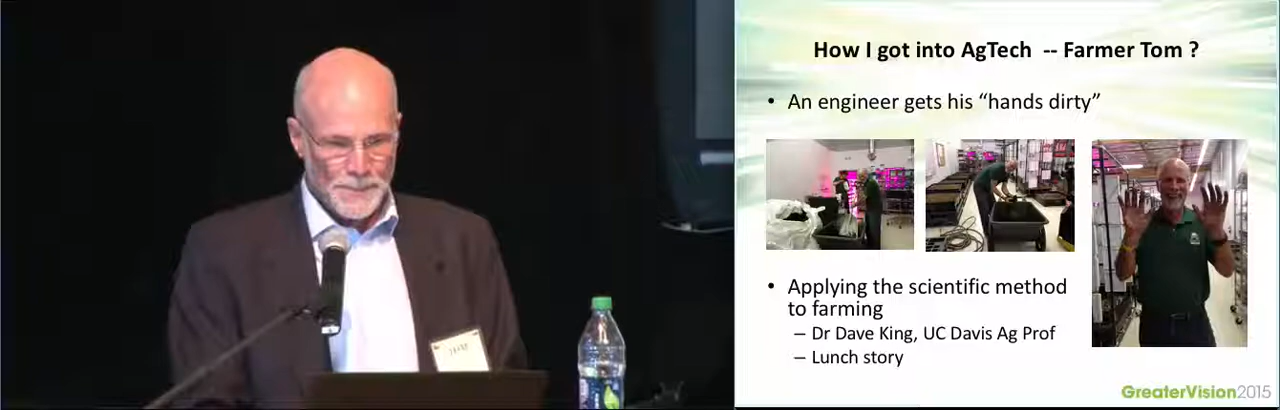 How I got into AgTech -- Farmer Tom ?
• An engineer gets his “hands dirty”
• Applying the scientific method
to farming
– Dr Dave King, UC Davis Ag Prof
– Lunch story
GreaterVision2015